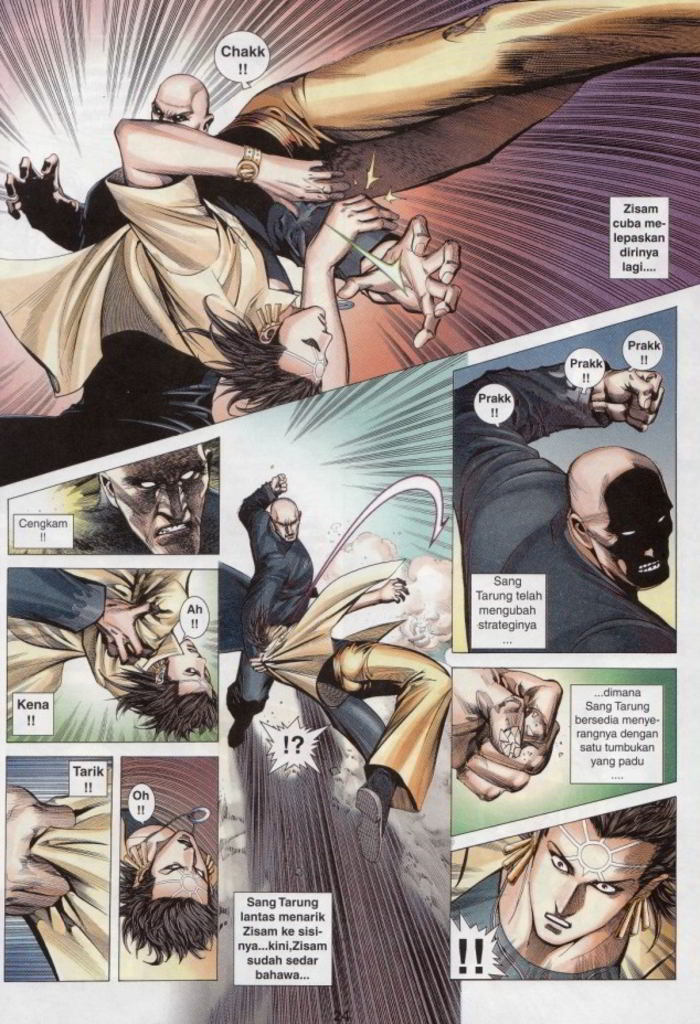 Chakk
!!
Zisam
cuba me-
lepaskan
dirinya
lagi....
Cengkam
!!
Ah
!!
Kena
!!
Tarik
!!
Oh
!!
!?
Sang Tarung
lantas menarik
Zisam ke sisi-
nya...kini,Zisam
sudah sedar
bahawa...
Prakk
!!
Prakk
!!
Prakk
!!
Sang
Tarung telah
mengubah
strateginya
...
...dimana
Sang Tarung
bersedia menye-
rangnya dengan
satu tumbukan
yang padu
....
!!
24